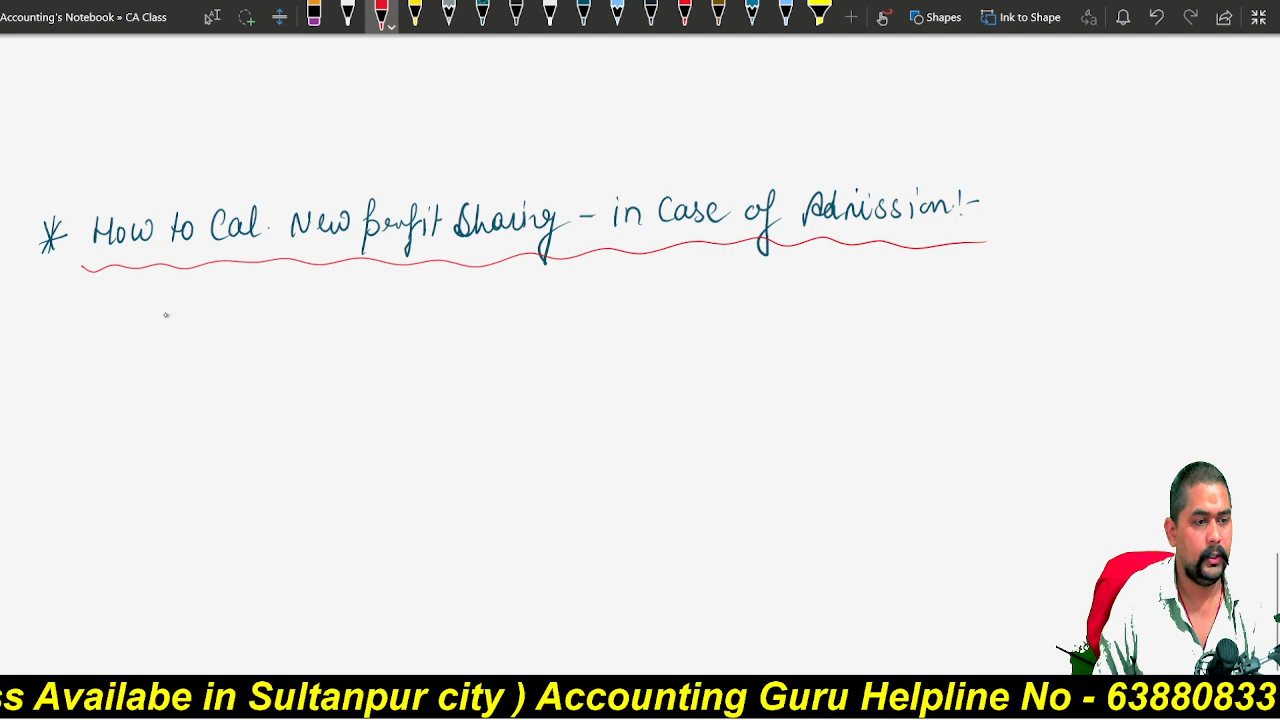 Accounting's Notebook » CA Class
Shapes
Ink to Shape
* How to Cal. New Profit Sharing - in Case of Admission:-
ss Availabe in Sultanpur city ) Accounting Guru Helpline No - 63880833